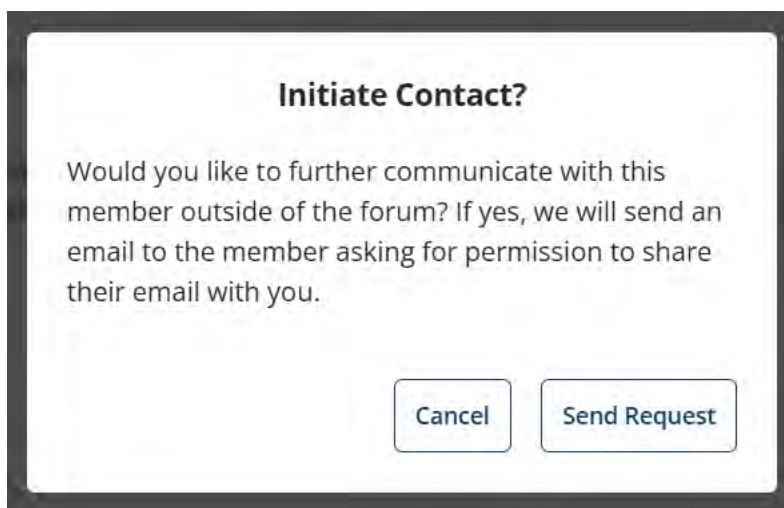 Initiate Contact?
Would you like to further communicate with this
member outside of the forum? If yes, we will send an
email to the member asking for permission to share
their email with you.
Cancel Send Request